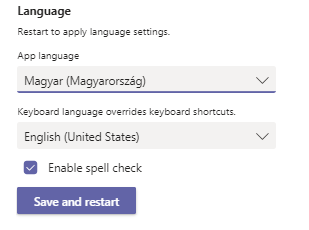 Language
Restart to apply language settings.
App language
Magyar (Magyarország)
Keyboard language overrides keyboard shortcuts.
English (United States)
Enable spell check
Save and restart